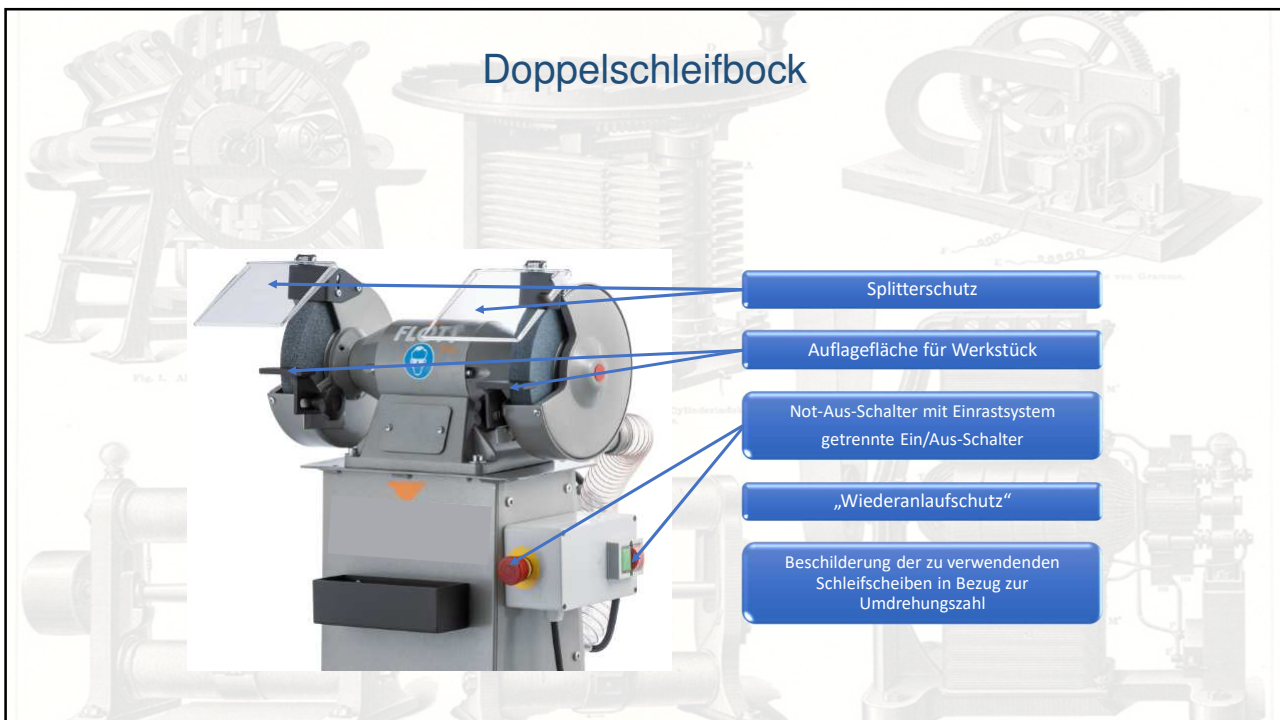 Doppelschleifbock
Splitterschutz
Auflagefläche für Werkstück
Not-Aus-Schalter mit Einrastsystem
getrennte Ein/Aus-Schalter
„Wiederanlaufschutz“
Beschilderung der zu verwendenden
Schleifscheiben in Bezug zur
Umdrehungszahl
FLOTT